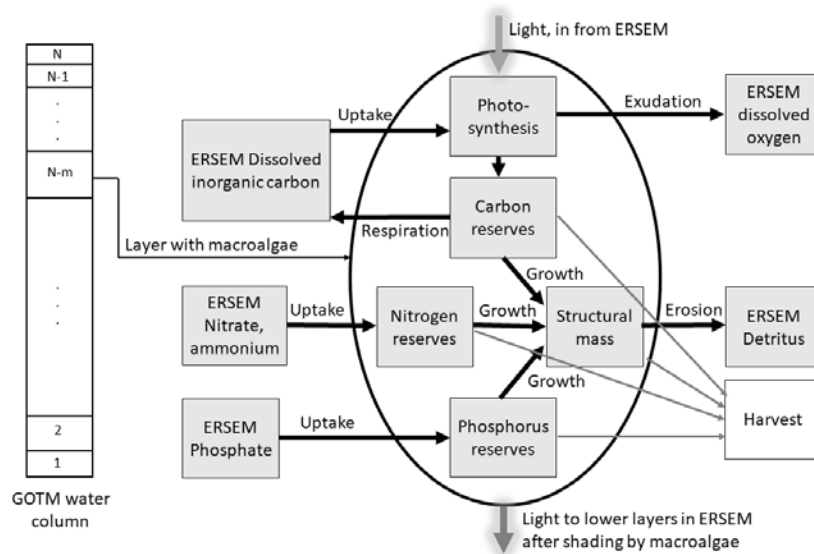 Light, in from ERSEM
N
N-1
.
.
.
N-m
.
.
.
2
1
GOTM water
column
Layer with macroalgae
ERSEM Dissolved
inorganic carbon
Uptake
Photo-
synthesis
Exudation
ERSEM
dissolved
oxygen
Respiration
Carbon
reserves
Growth
ERSEM
Nitrate,
ammonium
Uptake
Nitrogen
reserves
Growth
Structural
mass
Erosion
ERSEM
Detritus
Growth
ERSEM
Phosphate
Uptake
Phosphorus
reserves
Harvest
Light to lower layers in ERSEM
after shading by macroalgae